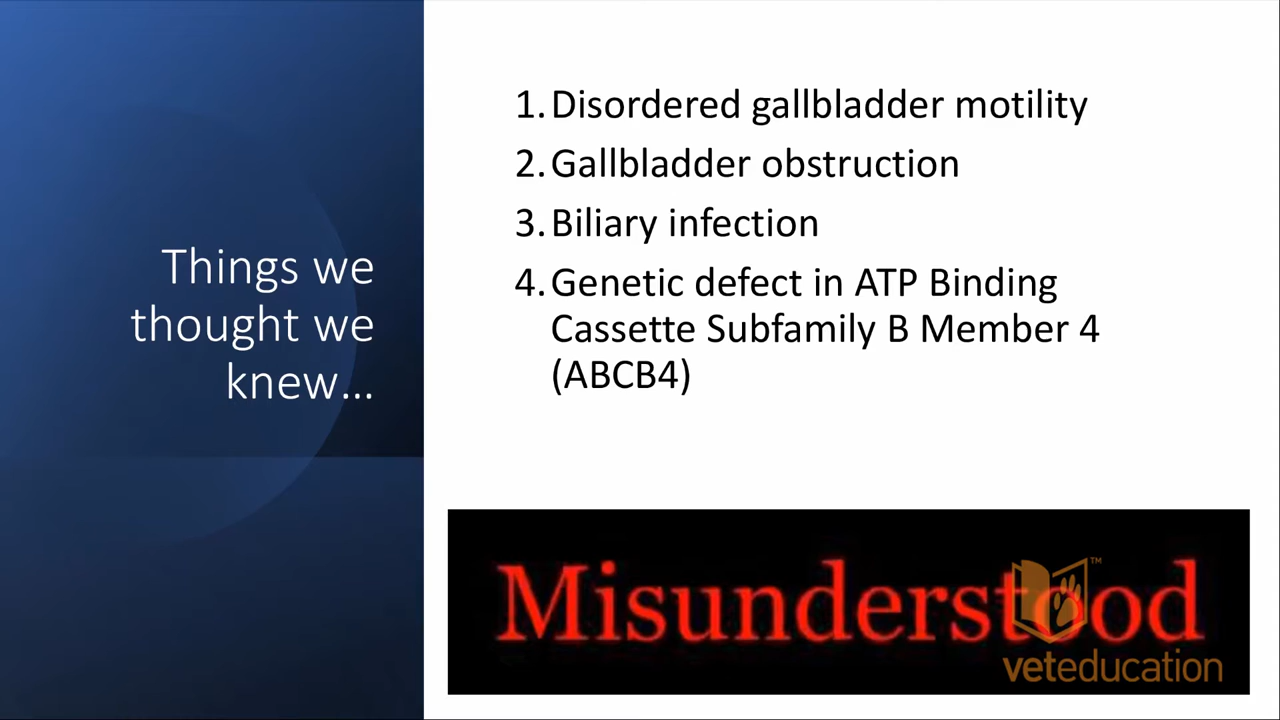 Things we
thought we
knew...
1. Disordered gallbladder motility
2. Gallbladder obstruction
3. Biliary infection
4. Genetic defect in ATP Binding
Cassette Subfamily B Member 4
(ABCB4)
Misunderstood
TM
veteducation